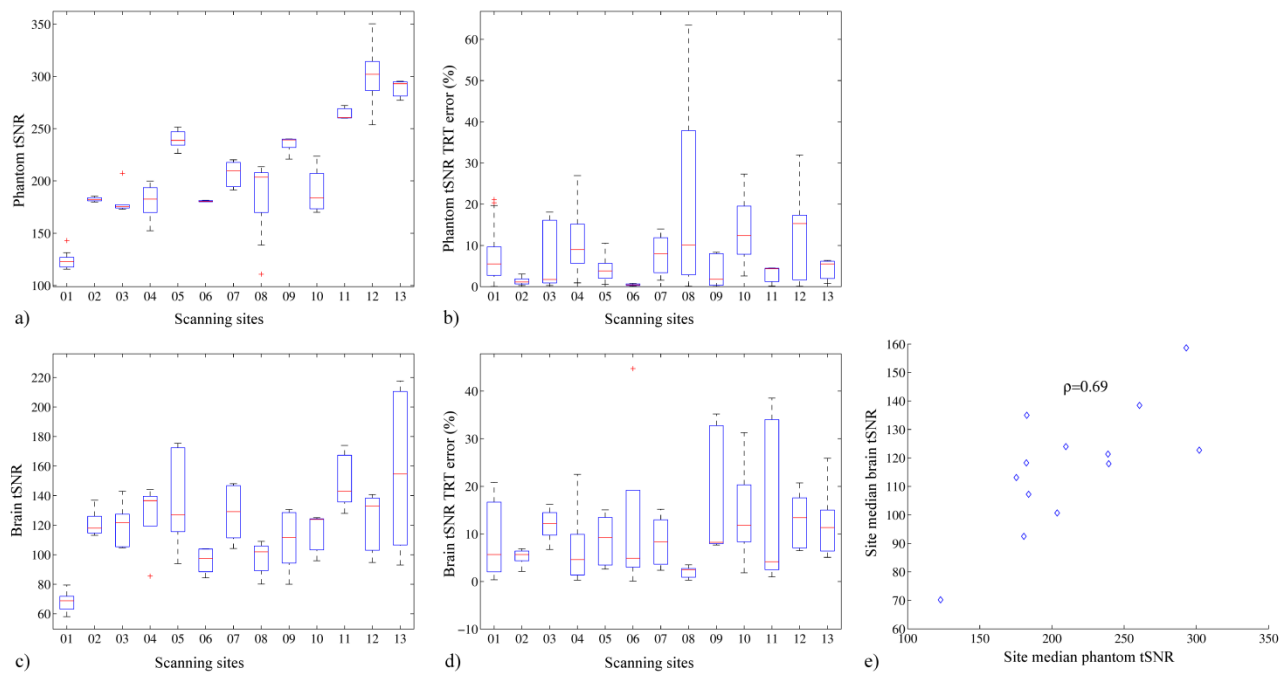 350
300
250
200
150
100
Phantom tSNR
01 02 03 04 05 06 07 08 09 10 11 12 13
Scanning sites
a)
60
50
40
30
20
10
0
Phantom tSNR TRT error (%)
01 02 03 04 05 06 07 08 09 10 11 12 13
Scanning sites
b)
220
200
180
160
140
120
100
80
60
Brain tSNR
01 02 03 04 05 06 07 08 09 10 11 12 13
Scanning sites
c)
50
40
30
20
10
0
−10
Brain tSNR TRT error (%)
01 02 03 04 05 06 07 08 09 10 11 12 13
Scanning sites
d)
160
150
140
130
120
110
100
90
80
70
60
Site median brain tSNR
ρ=0.69
100 150 200 250 300 350
Site median phantom tSNR
e)